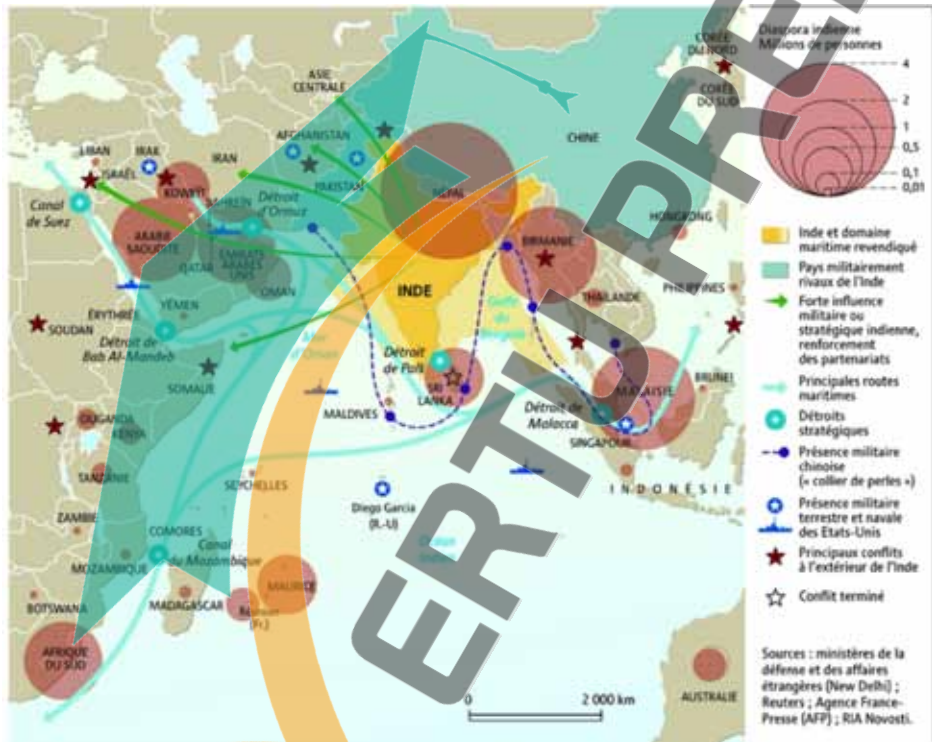 Diaspora indienne
Millions de personnes
4
2
1
0,5
0,1
0,01
CORÉE
DU NORD
CORÉE
DU SUD
ASIE
CENTRALE
CHINE
AFGHANISTAN
LIBAN
IRAK
IRAN
ISRAËL
PAKISTAN
NÉPAL
KOWEÏT
BAHREÏN
Détroit
d'Ormuz
Canal
de Suez
HONGKONG
ARABIE
SAOUDITE
QATAR
ÉMIRATS
ARABES
UNIS
OMAN
BIRMANIE
INDE
PHILIPPINES
THAÏLANDE
YÉMEN
ÉRYTHRÉE
SOUDAN
Détroit de
Bab Al-Mandeb
Mer
d'Oman
Golfe
du
Bengale
Détroit
de Palk
SRI
LANKA
SOMALIE
MALDIVES
MALAISIE
BRUNEI
Détroit de
Malacca
SINGAPOUR
OUGANDA
KENYA
TANZANIE
SEYCHELLES
INDONÉSIE
Diego Garcia
(R.-U)
ZAMBIE
COMORES
Canal
du Mozambique
Océan
Indien
MOZAMBIQUE
MAURICE
BOTSWANA
MADAGASCAR
Réunion
(Fr.)
AFRIQUE
DU SUD
AUSTRALIE
0
2 000 km
Inde et domaine
maritime revendiqué
Pays militairement
rivaux de l'Inde
Forte influence
militaire ou
stratégique indienne,
renforcement
des partenariats
Principales routes
maritimes
Détroits
stratégiques
Présence militaire
chinoise
(« collier de perles »)
Présence militaire
terrestre et navale
des Etats-Unis
Principaux conflits
à l'extérieur de l'Inde
Conflit terminé
Sources : ministères de la
défense et des affaires
étrangères (New Delhi) ;
Reuters ; Agence France-
Presse (AFP) ; RIA Novosti.